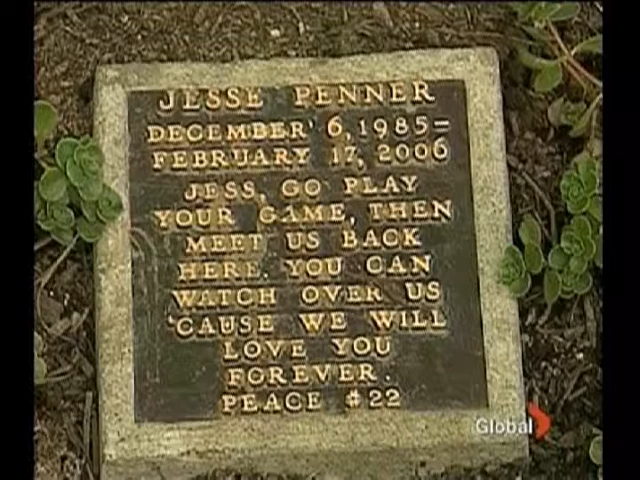 JESSE PENNER
DECEMBER 6, 1985–
FEBRUARY 17, 2006
JESS, GO PLAY
YOUR GAME, THEN
MEET US BACK
HERE. YOU CAN
WATCH OVER US
'CAUSE WE WILL
LOVE YOU
FOREVER.
PEACE #22
Global